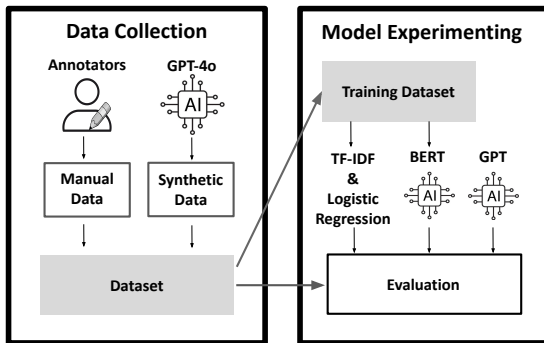 Data Collection
Annotators
GPT-4o
AI
Manual
Data
Synthetic
Data
Dataset
Model Experimenting
Training Dataset
TF-IDF
&
Logistic
Regression
BERT
AI
GPT
AI
Evaluation